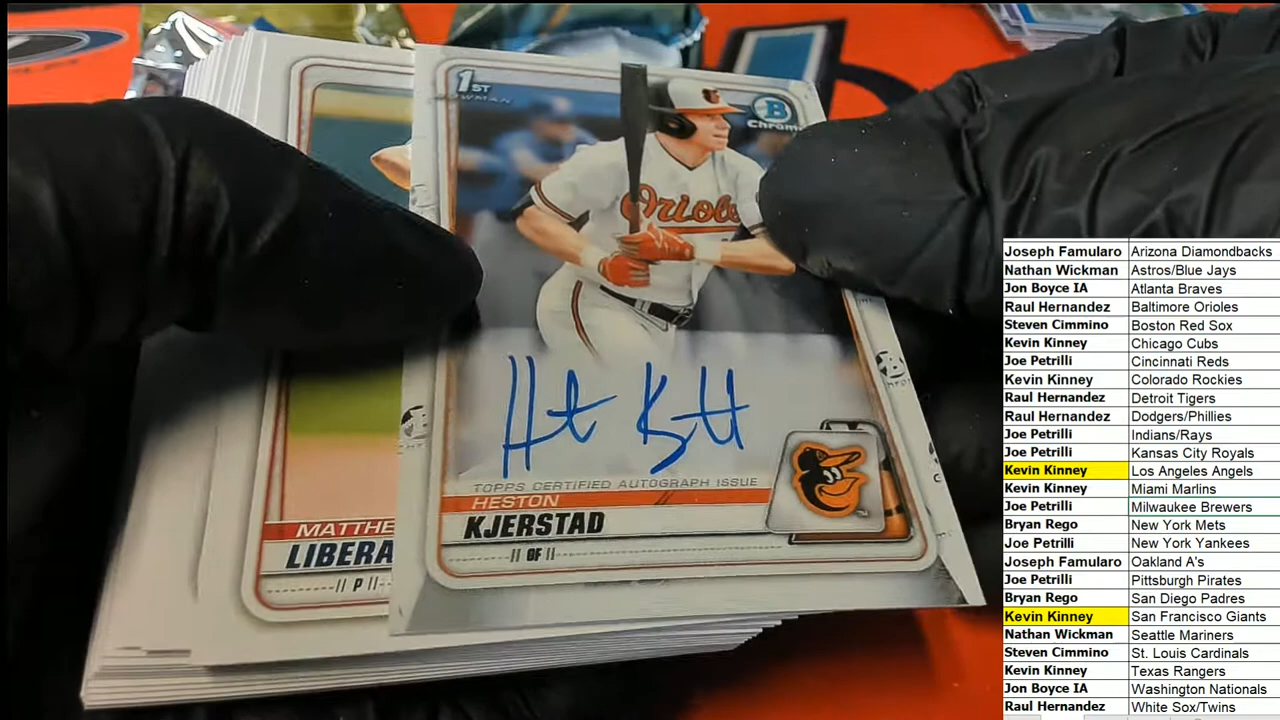 1ST
BOWMAN
B
Chrome
Orioles
TOPPS CERTIFIED AUTOGRAPH ISSUE
HESTON
KJERSTAD
OF
MATTHE
LIBERA
P
Joseph Famularo Arizona Diamondbacks
Nathan Wickman Astros/Blue Jays
Jon Boyce IA Atlanta Braves
Raul Hernandez Baltimore Orioles
Steven Cimmino Boston Red Sox
Kevin Kinney Chicago Cubs
Joe Petrilli Cincinnati Reds
Kevin Kinney Colorado Rockies
Raul Hernandez Detroit Tigers
Raul Hernandez Dodgers/Phillies
Joe Petrilli Indians/Rays
Joe Petrilli Kansas City Royals
Kevin Kinney Los Angeles Angels
Kevin Kinney Miami Marlins
Joe Petrilli Milwaukee Brewers
Bryan Rego New York Mets
Joe Petrilli New York Yankees
Joseph Famularo Oakland A's
Joe Petrilli Pittsburgh Pirates
Bryan Rego San Diego Padres
Kevin Kinney San Francisco Giants
Nathan Wickman Seattle Mariners
Steven Cimmino St. Louis Cardinals
Kevin Kinney Texas Rangers
Jon Boyce IA Washington Nationals
Raul Hernandez White Sox/Twins